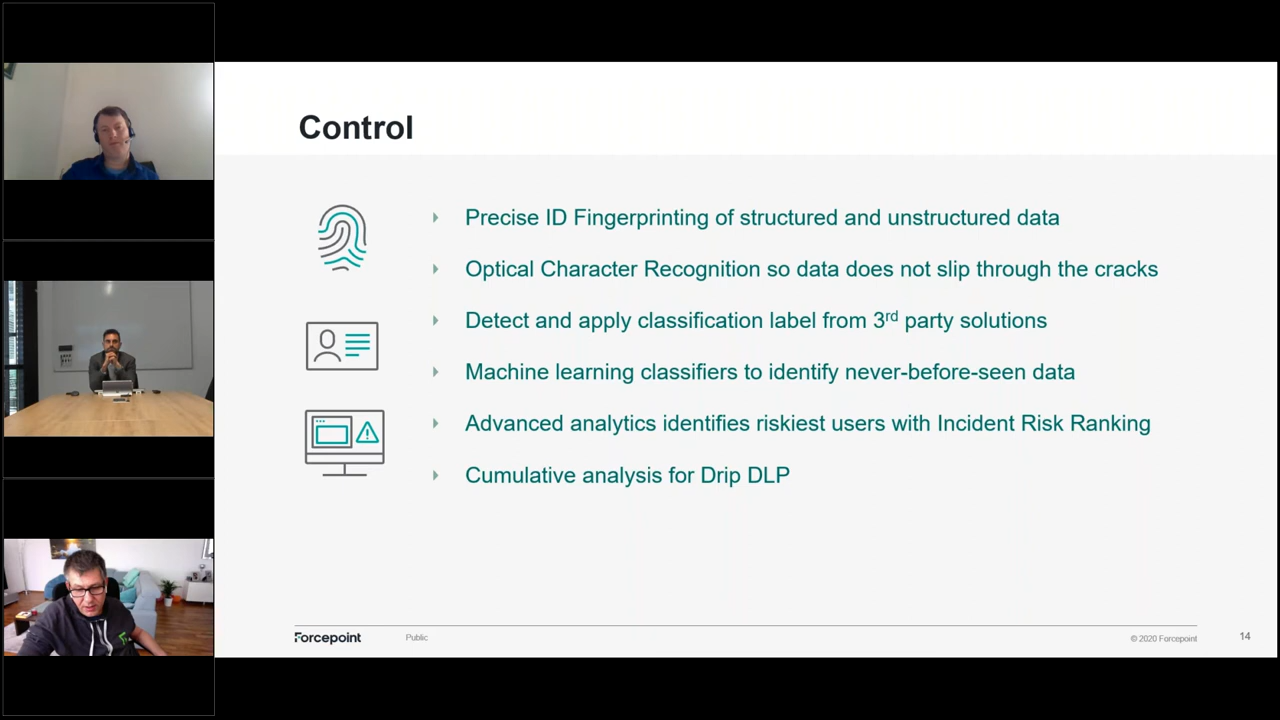 Control
Precise ID Fingerprinting of structured and unstructured data
Optical Character Recognition so data does not slip through the cracks
Detect and apply classification label from 3rd party solutions
Machine learning classifiers to identify never-before-seen data
Advanced analytics identifies riskiest users with Incident Risk Ranking
Cumulative analysis for Drip DLP
Forcepoint
Public
© 2020 Forcepoint
14